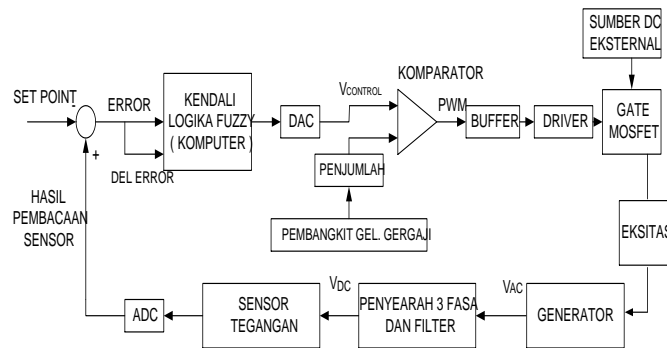 SUMBER DC
EKSTERNAL
SET POINT
-
ERROR
KENDALI
LOGIKA FUZZY
( KOMPUTER )
DAC
VCONTROL
KOMPARATOR
PWM
BUFFER
DRIVER
GATE
MOSFET
+
DEL ERROR
PENJUMLAH
HASIL
PEMBACAAN
SENSOR
PEMBANGKIT GEL. GERGAJI
EKSITAS
ADC
SENSOR
TEGANGAN
VDC
PENYEARAH 3 FASA
DAN FILTER
VAC
GENERATOR